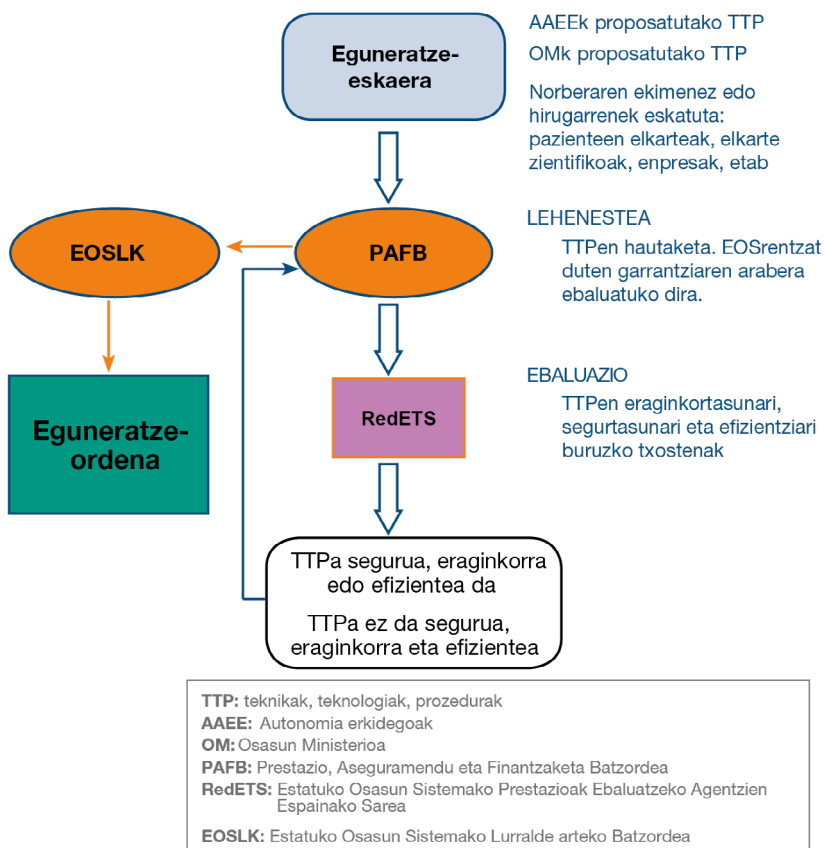 Eguneratze-
eskaera
AAEEk proposatutako TTP
OMk proposatutako TTP
Norberaren ekimenez edo
hirugarrenek eskatuta:
pazienteen elkarteak, elkarte
zientifikoak, enpresak, etab
EOSLK
PAFB
LEHENESTEA
TTPen hautaketa. EOSrentzat
duten garrantziaren arabera
ebaluatuko dira.
Eguneratze-
ordena
RedETS
EBALUAZIO
TTPen eraginkortasunari,
segurtasunari eta efizientziari
buruzko txostenak
TTPa segurua, eraginkorra
edo efizientea da
TTPa ez da segurua,
eraginkorra eta efizientea
TTP: teknikak, teknologiak, prozedurak
AAEE: Autonomia erkidegoak
OM: Osasun Ministerioa
PAFB: Prestazio, Aseguramendu eta Finantzaketa Batzordea
RedETS: Estatuko Osasun Sistemako Prestazioak Ebaluatzeko Agentzien
Espainako Sarea
EOSLK: Estatuko Osasun Sistemako Lurralde arteko Batzordea